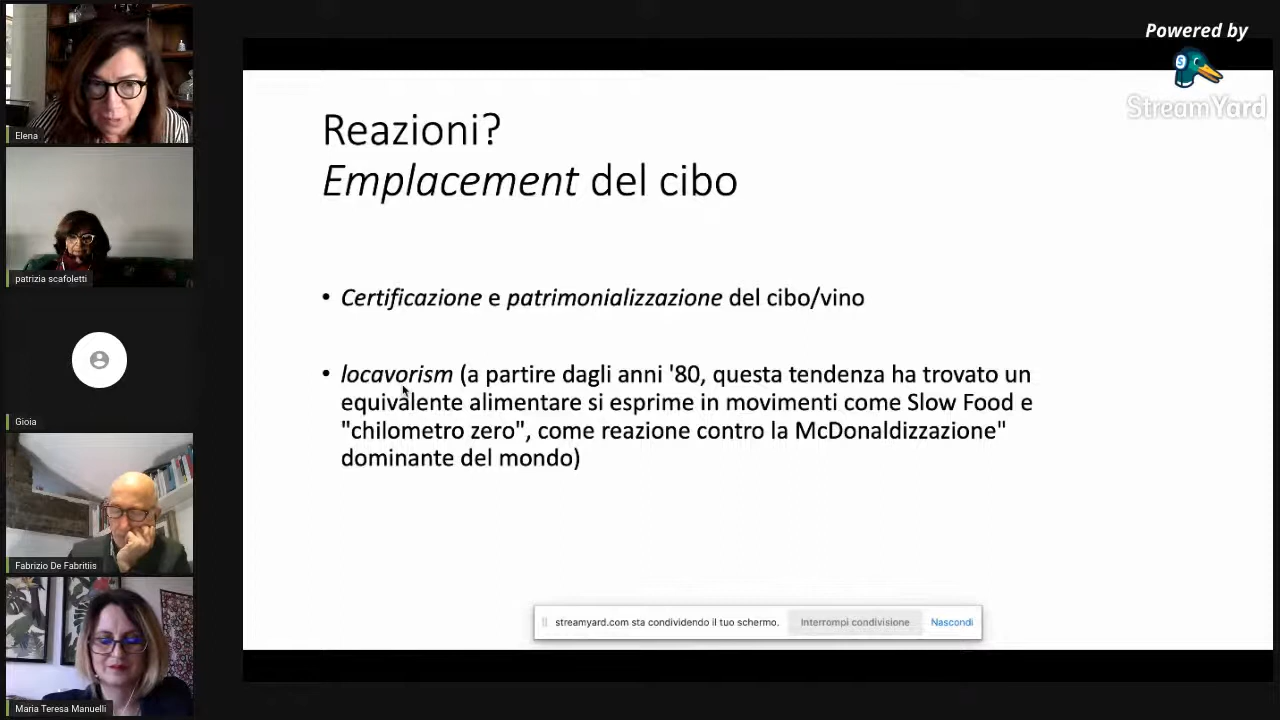 Powered by
StreamYard
Elena
patrizia scafoletti
Gioia
Fabrizio De Fabritiis
Maria Teresa Manuelli
Reazioni?
Emplacement del cibo
• Certificazione e patrimonializzazione del cibo/vino
• locavorism (a partire dagli anni '80, questa tendenza ha trovato un
equivalente alimentare si esprime in movimenti come Slow Food e
"chilometro zero", come reazione contro la McDonaldizzazione"
dominante del mondo)
streamyard.com sta condividendo il tuo schermo.
Interrompi condivisione
Nascondi